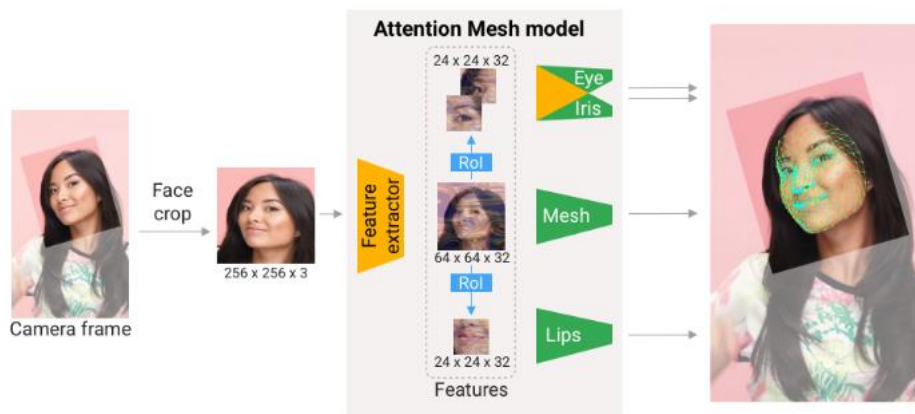 Attention Mesh model
24 x 24 x 32
Eye
Iris
RoI
Face
crop
Feature
extractor
Mesh
256 x 256 x 3
64 x 64 x 32
RoI
Camera frame
Lips
24 x 24 x 32
Features